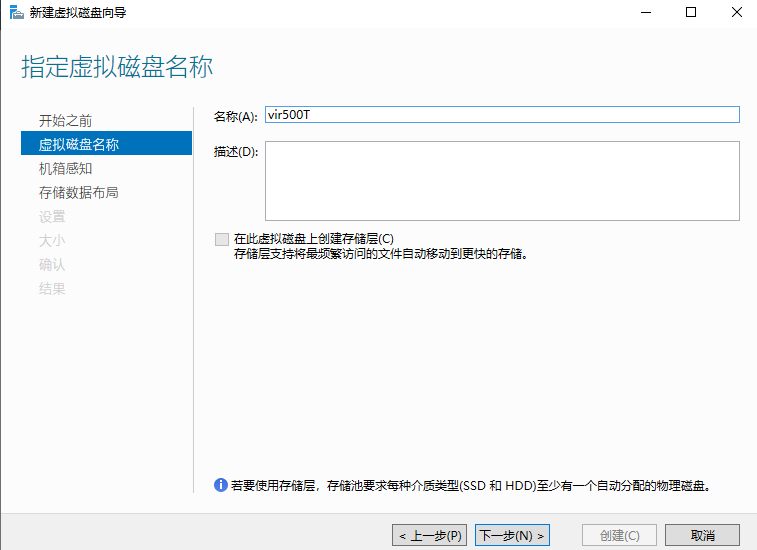 新建虚拟磁盘向导
指定虚拟磁盘名称
开始之前
虚拟磁盘名称
机箱感知
存储数据布局
设置
大小
确认
结果
名称(A):
vir500T
描述(D):
在此虚拟磁盘上创建存储层(C)
存储层支持将最频繁访问的文件自动移动到更快的存储。
若要使用存储层，存储池要求每种介质类型(SSD 和 HDD)至少有一个自动分配的物理磁盘。
< 上一步(P)
下一步(N) >
创建(C)
取消